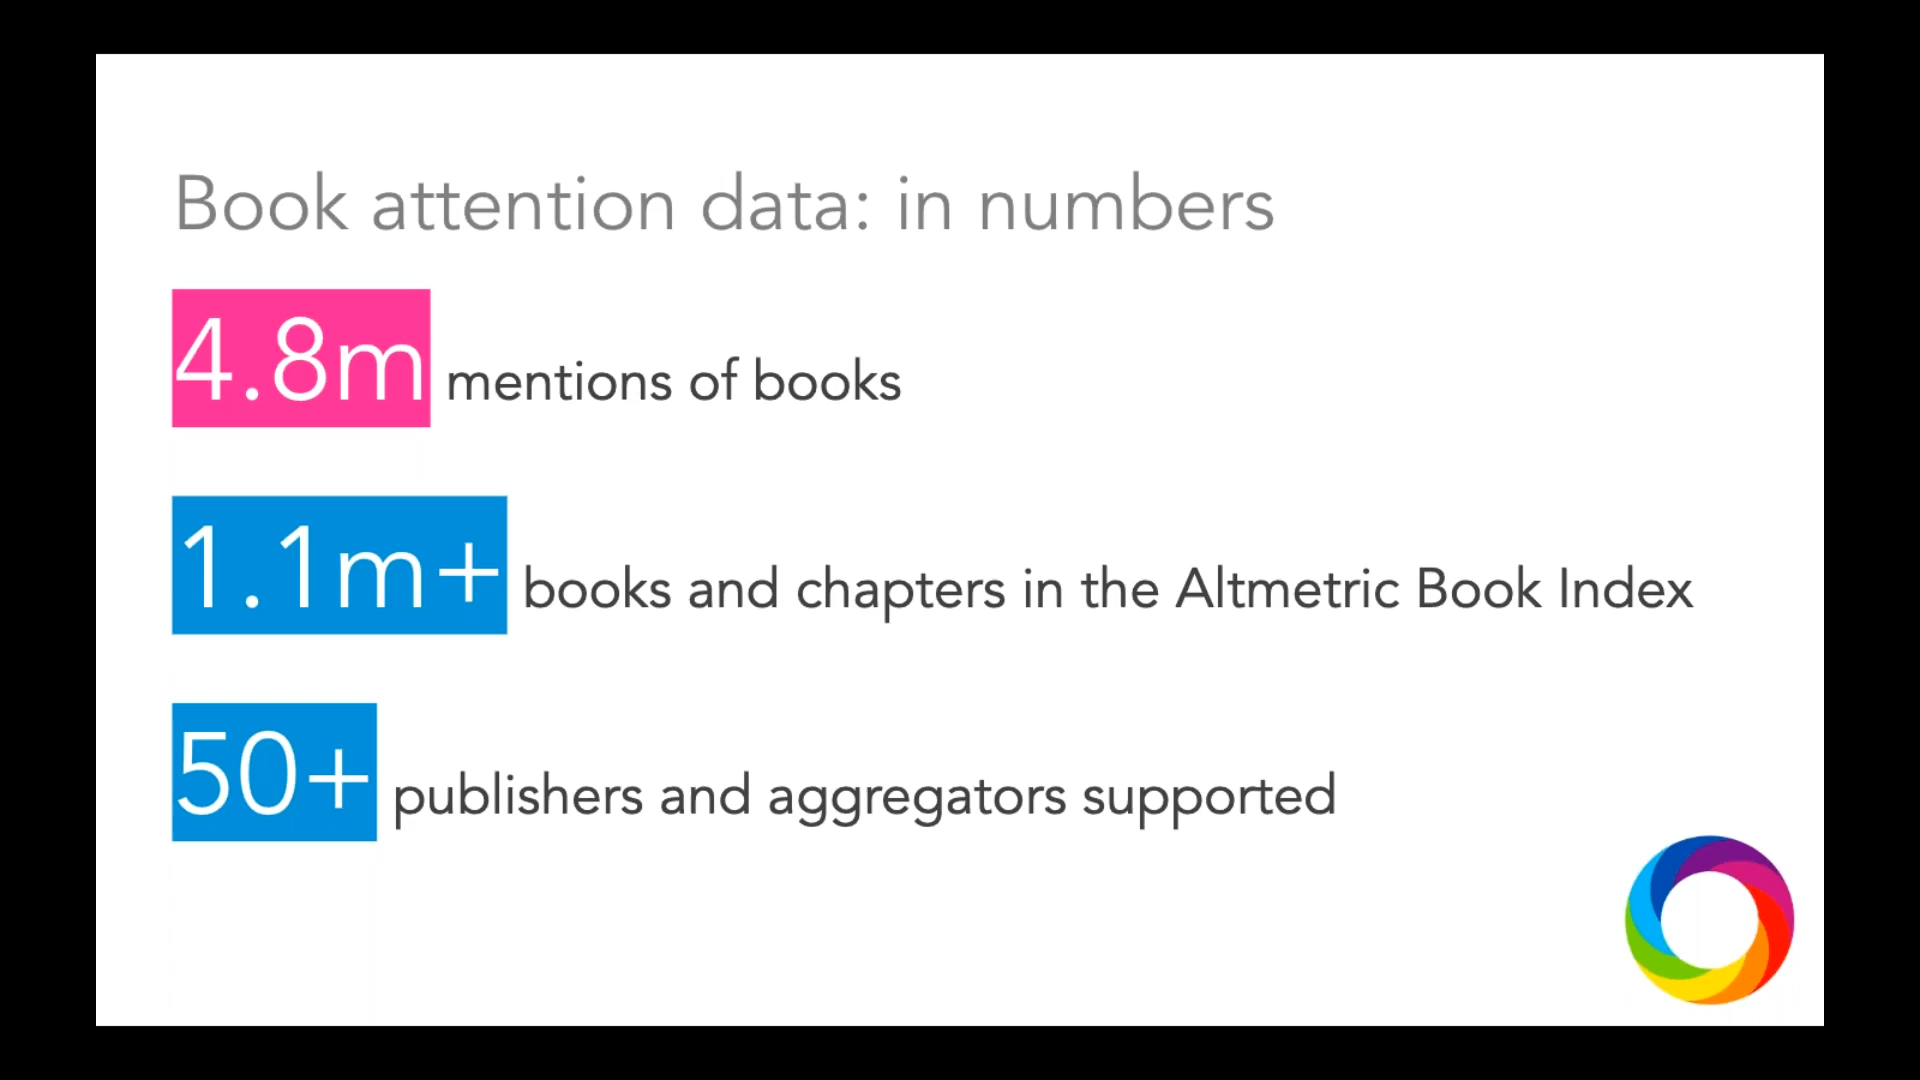 Book attention data: in numbers
4.8m mentions of books
1.1m+ books and chapters in the Altmetric Book Index
50+ publishers and aggregators supported